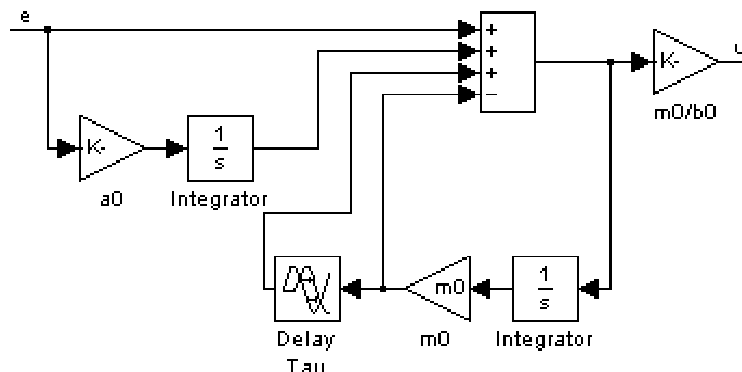 e
+
+
+
−
K-
u
m0/b0
K-
1
s
a0
Integrator
m0
1
s
Delay
Tau
m0
Integrator